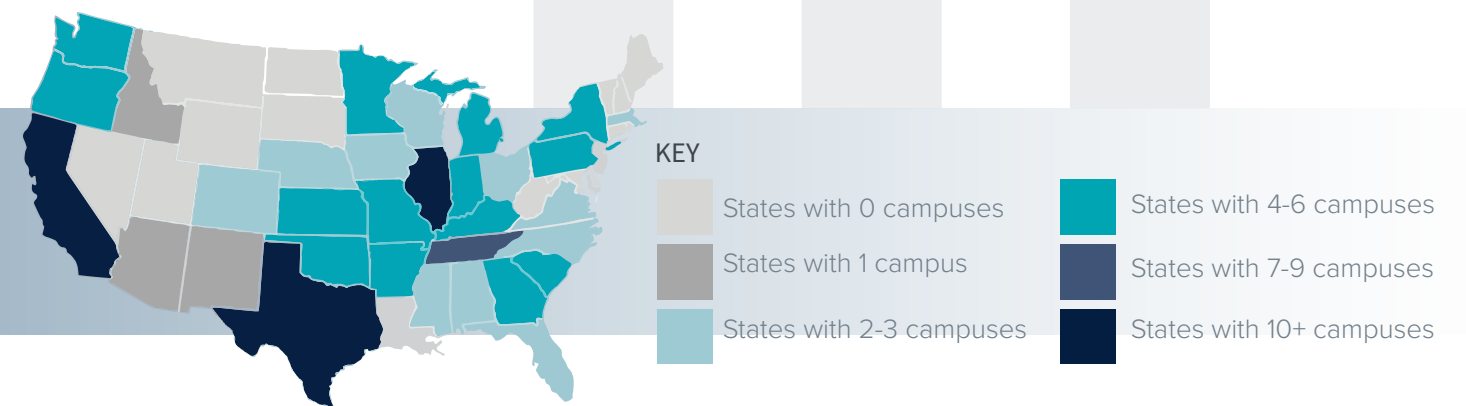 KEY
States with 0 campuses
States with 1 campus
States with 2-3 campuses
States with 4-6 campuses
States with 7-9 campuses
States with 10+ campuses